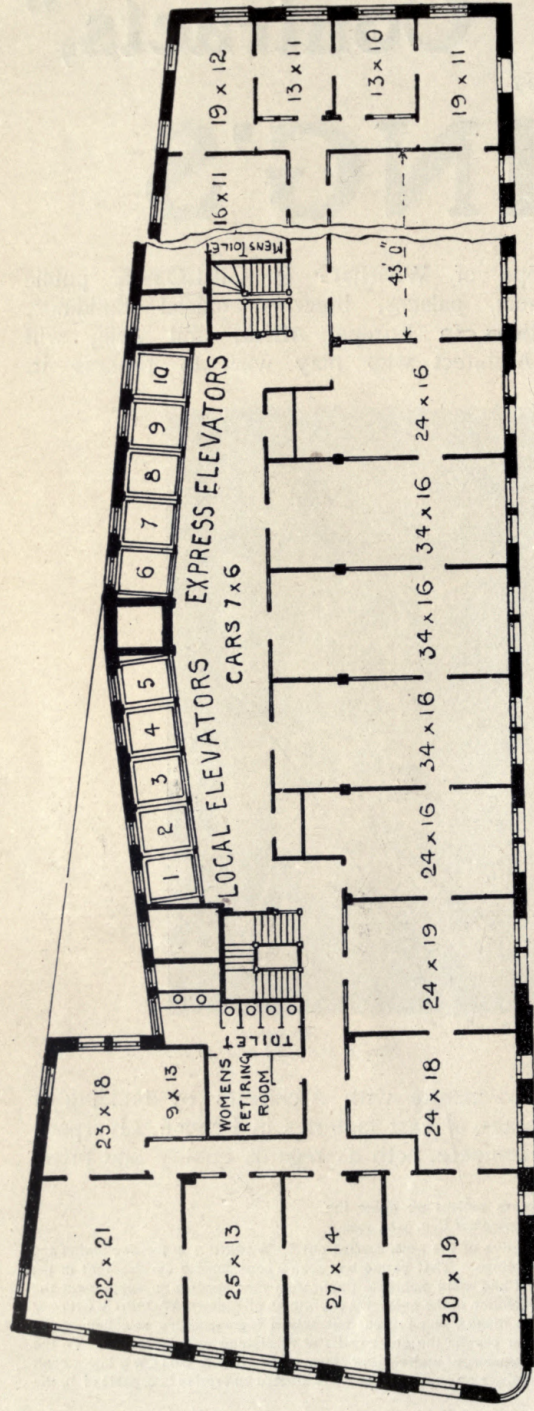 19 x 12
13 x 11
13 x 10
19 x 11
16 x 11
MENS TOILET
43' 0"
10
9
8
7
6
5
4
3
2
1
EXPRESS ELEVATORS
LOCAL ELEVATORS
CARS 7 x 6
24 x 16
34 x 16
34 x 16
34 x 16
24 x 16
24 x 19
24 x 18
TOILET
WOMENS
RETIRING
ROOM
9 x 13
23 x 18
22 x 21
25 x 13
27 x 14
30 x 19